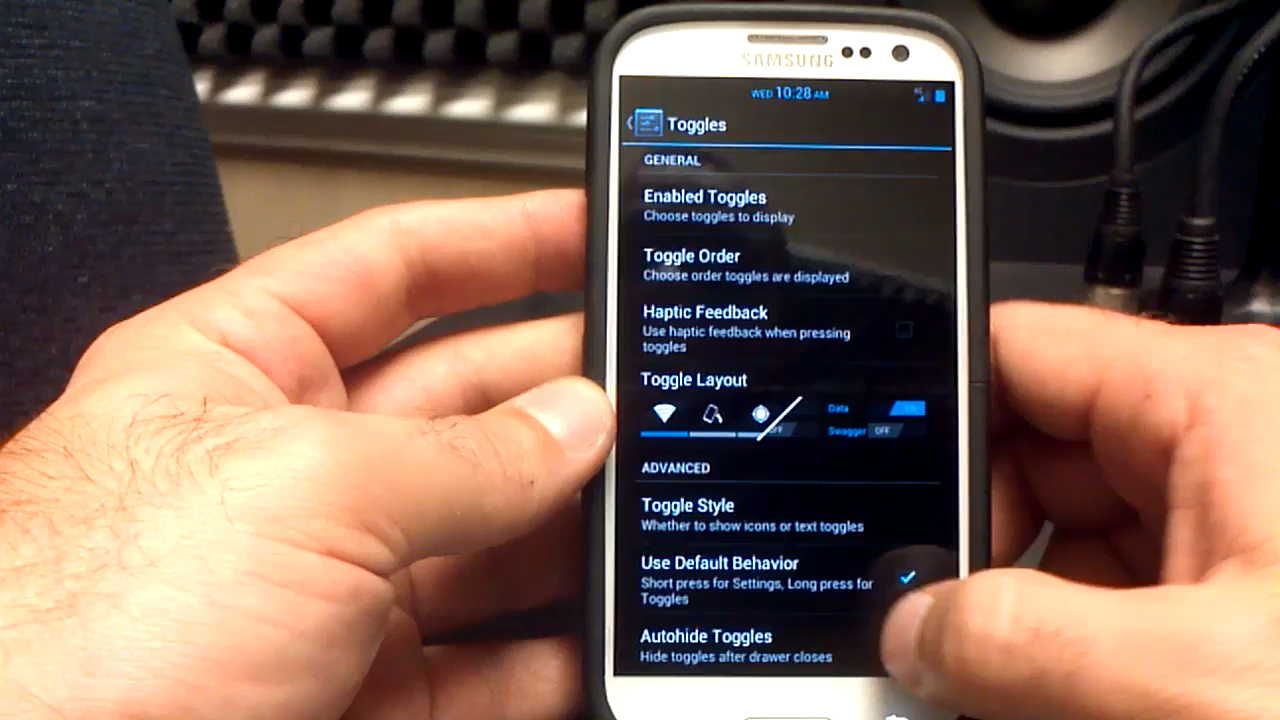 SAMSUNG
WED 10:28 AM
4G
Toggles
GENERAL
Enabled Toggles
Choose toggles to display
Toggle Order
Choose order toggles are displayed
Haptic Feedback
Use haptic feedback when pressing
toggles
Toggle Layout
Data ON
OFF Swagger OFF
ADVANCED
Toggle Style
Whether to show icons or text toggles
Use Default Behavior
Short press for Settings, Long press for
Toggles
Autohide Toggles
Hide toggles after drawer closes